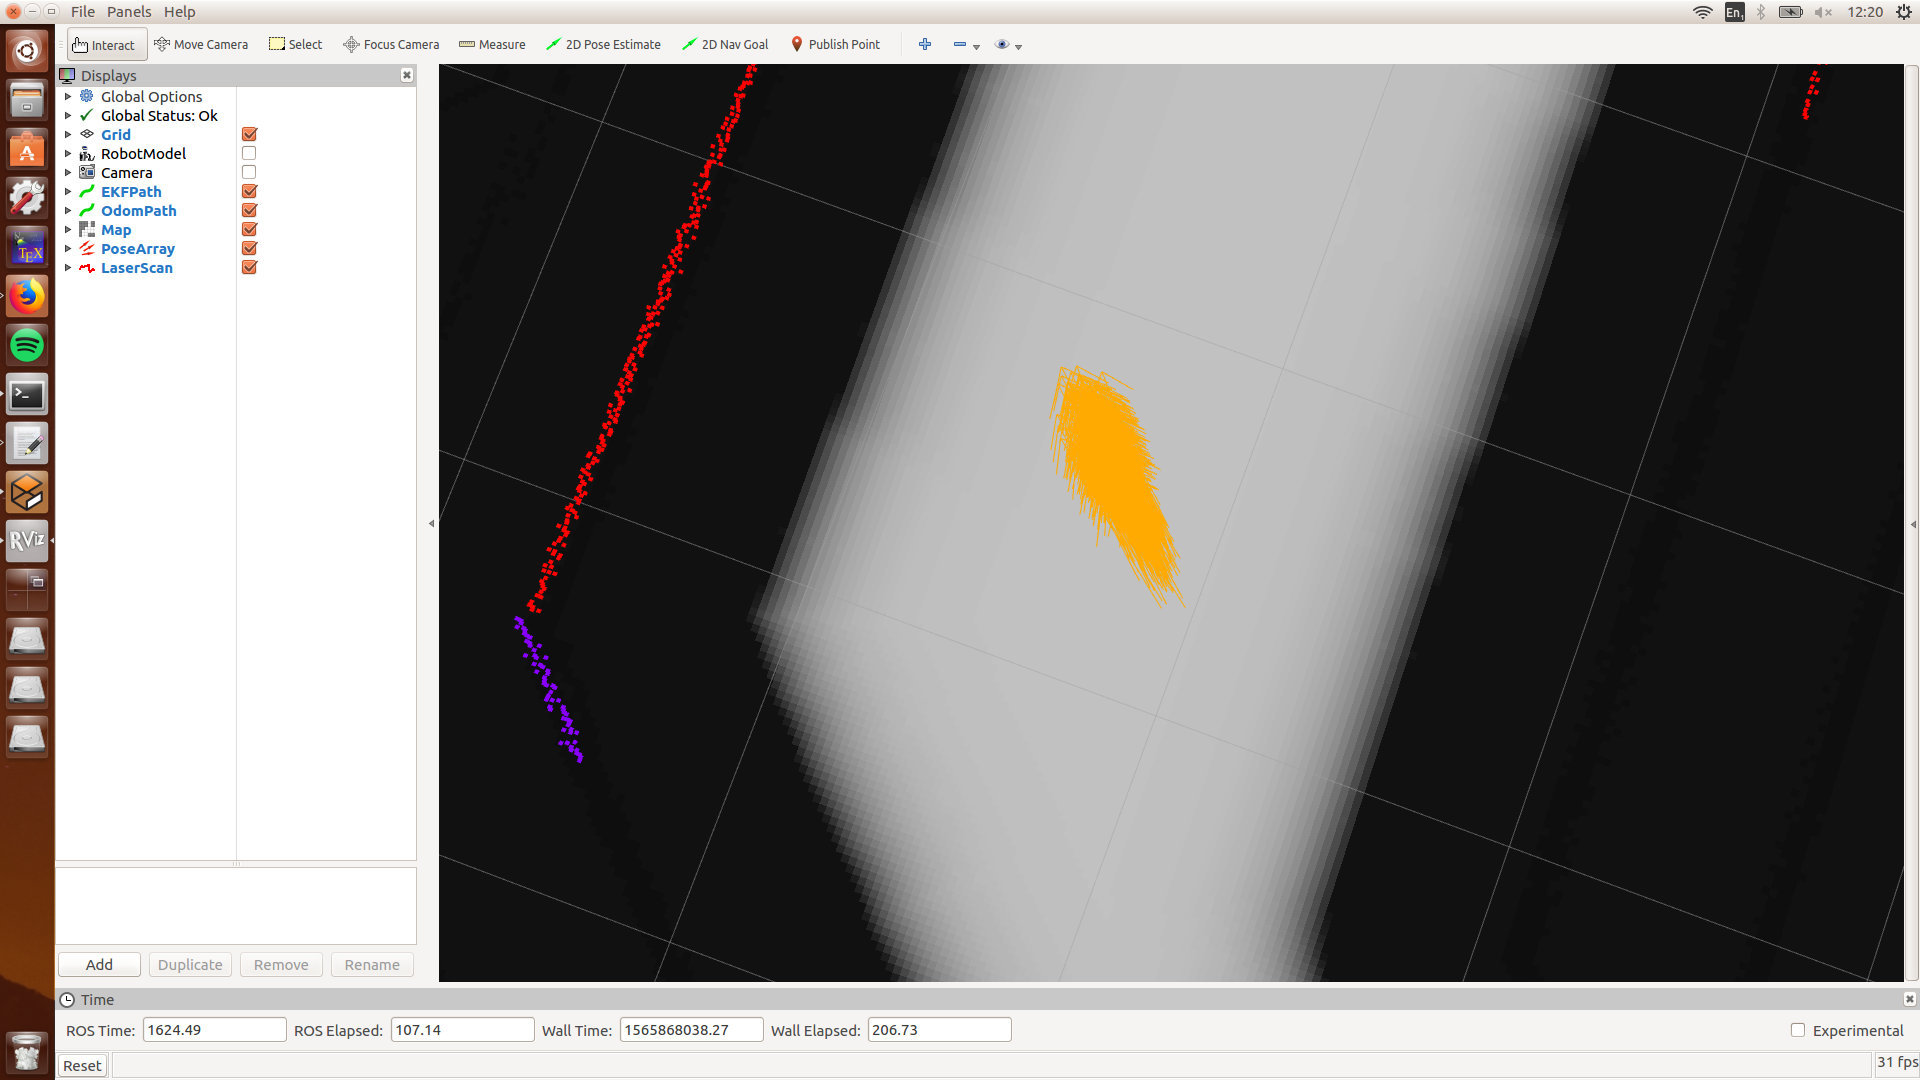 File Panels Help En1 12:20
Interact Move Camera Select Focus Camera Measure 2D Pose Estimate 2D Nav Goal Publish Point
Displays
Global Options
Global Status: Ok
Grid
RobotModel
Camera
EKFPath
OdomPath
Map
PoseArray
LaserScan
TEX
RViz
Add Duplicate Remove Rename
Time
ROS Time: 1624.49 ROS Elapsed: 107.14 Wall Time: 1565868038.27 Wall Elapsed: 206.73 Experimental
Reset 31 fps